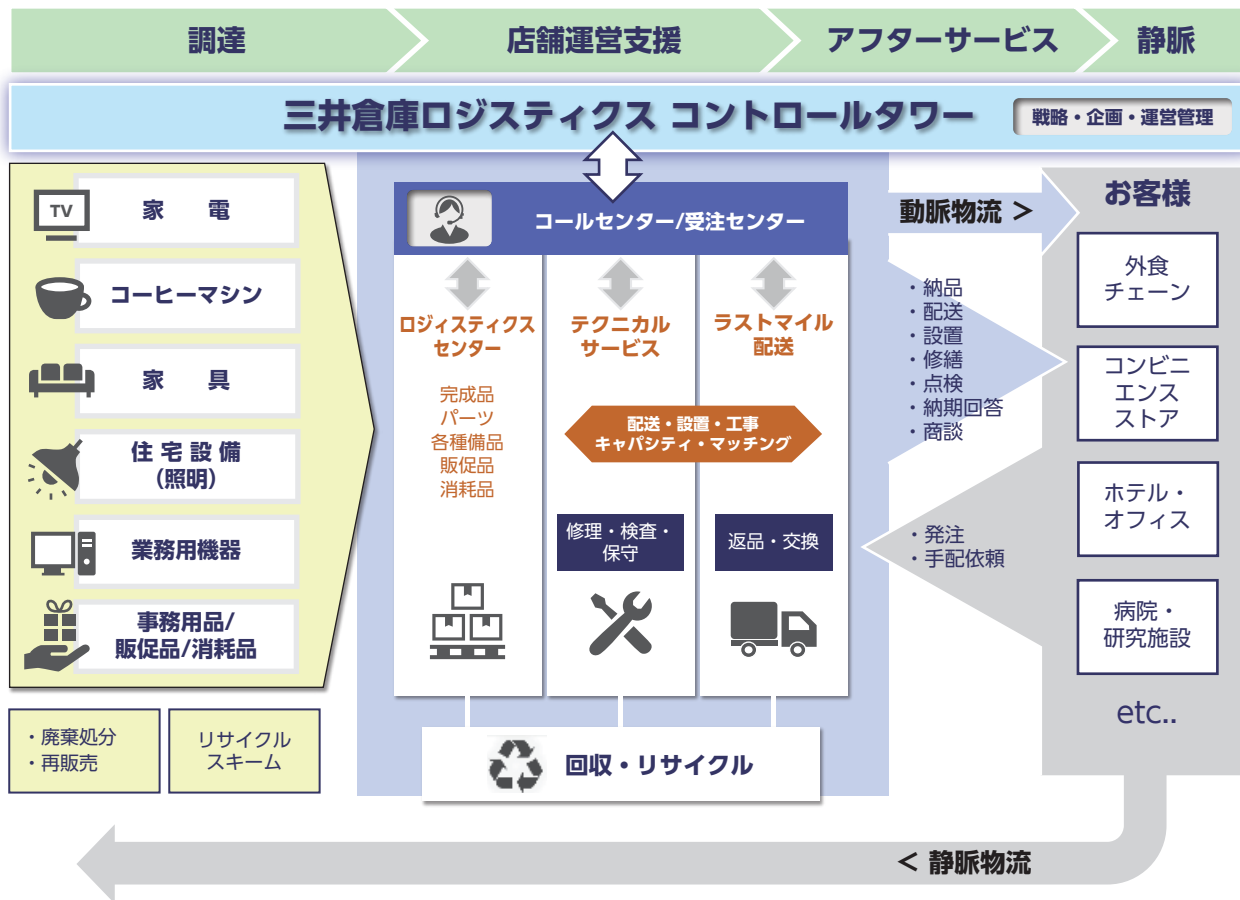 調達
店舗運営支援
アフターサービス
静脈
三井倉庫ロジスティクス コントロールタワー
戦略・企画・運営管理
TV
家 電
コーヒーマシン
家 具
住宅設備
(照明)
業務用機器
事務用品/
販促品/消耗品
・廃棄処分
・再販売
リサイクル
スキーム
コールセンター/受注センター
ロジィスティクス
センター
完成品
パーツ
各種備品
販促品
消耗品
テクニカル
サービス
ラストマイル
配送
配送・設置・工事
キャパシティ・マッチング
修理・検査・
保守
返品・交換
回収・リサイクル
動脈物流 >
・納品
・配送
・設置
・修繕
・点検
・納期回答
・商談
・発注
・手配依頼
お客様
外食
チェーン
コンビニ
エンス
ストア
ホテル・
オフィス
病院・
研究施設
etc..
< 静脈物流